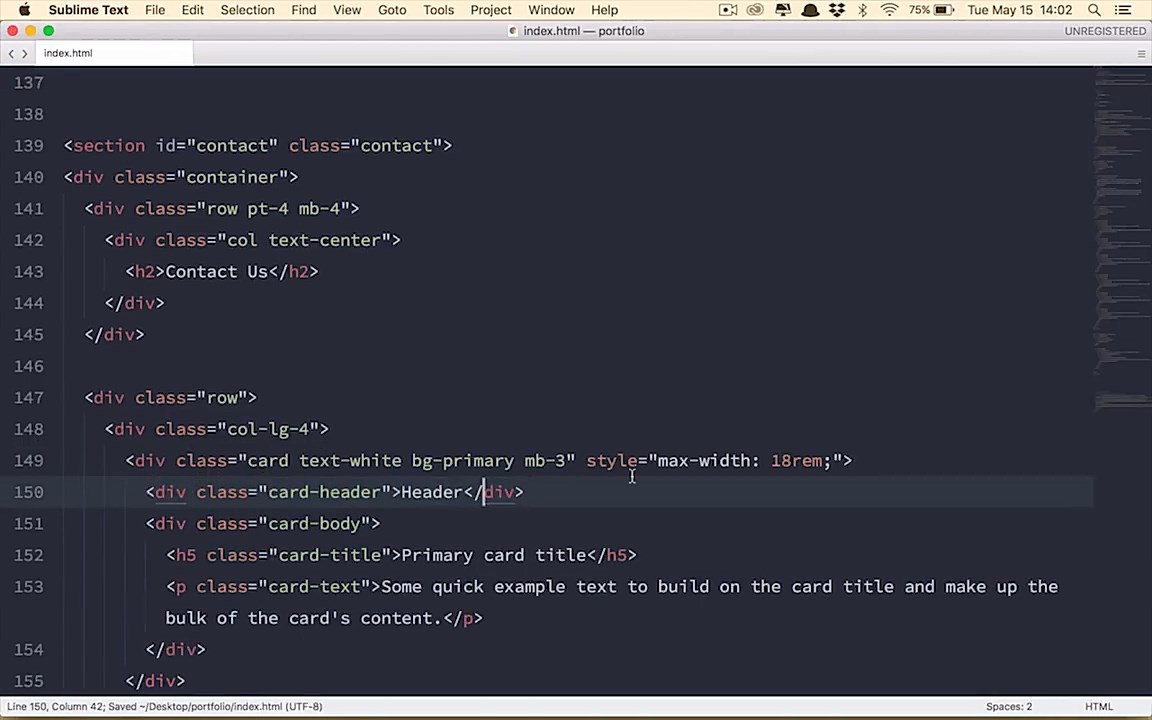 Sublime Text File Edit Selection Find View Goto Tools Project Window Help 75% Tue May 15 14:02
index.html — portfolio UNREGISTERED
index.html
137
138
139 <section id="contact" class="contact">
140 <div class="container">
141 <div class="row pt-4 mb-4">
142 <div class="col text-center">
143 <h2>Contact Us</h2>
144 </div>
145 </div>
146
147 <div class="row">
148 <div class="col-lg-4">
149 <div class="card text-white bg-primary mb-3" style="max-width: 18rem;">
150 <div class="card-header">Header</div>
151 <div class="card-body">
152 <h5 class="card-title">Primary card title</h5>
153 <p class="card-text">Some quick example text to build on the card title and make up the
bulk of the card's content.</p>
154 </div>
155 </div>
Line 150, Column 42; Saved ~/Desktop/portfolio/index.html (UTF-8) Spaces: 2 HTML